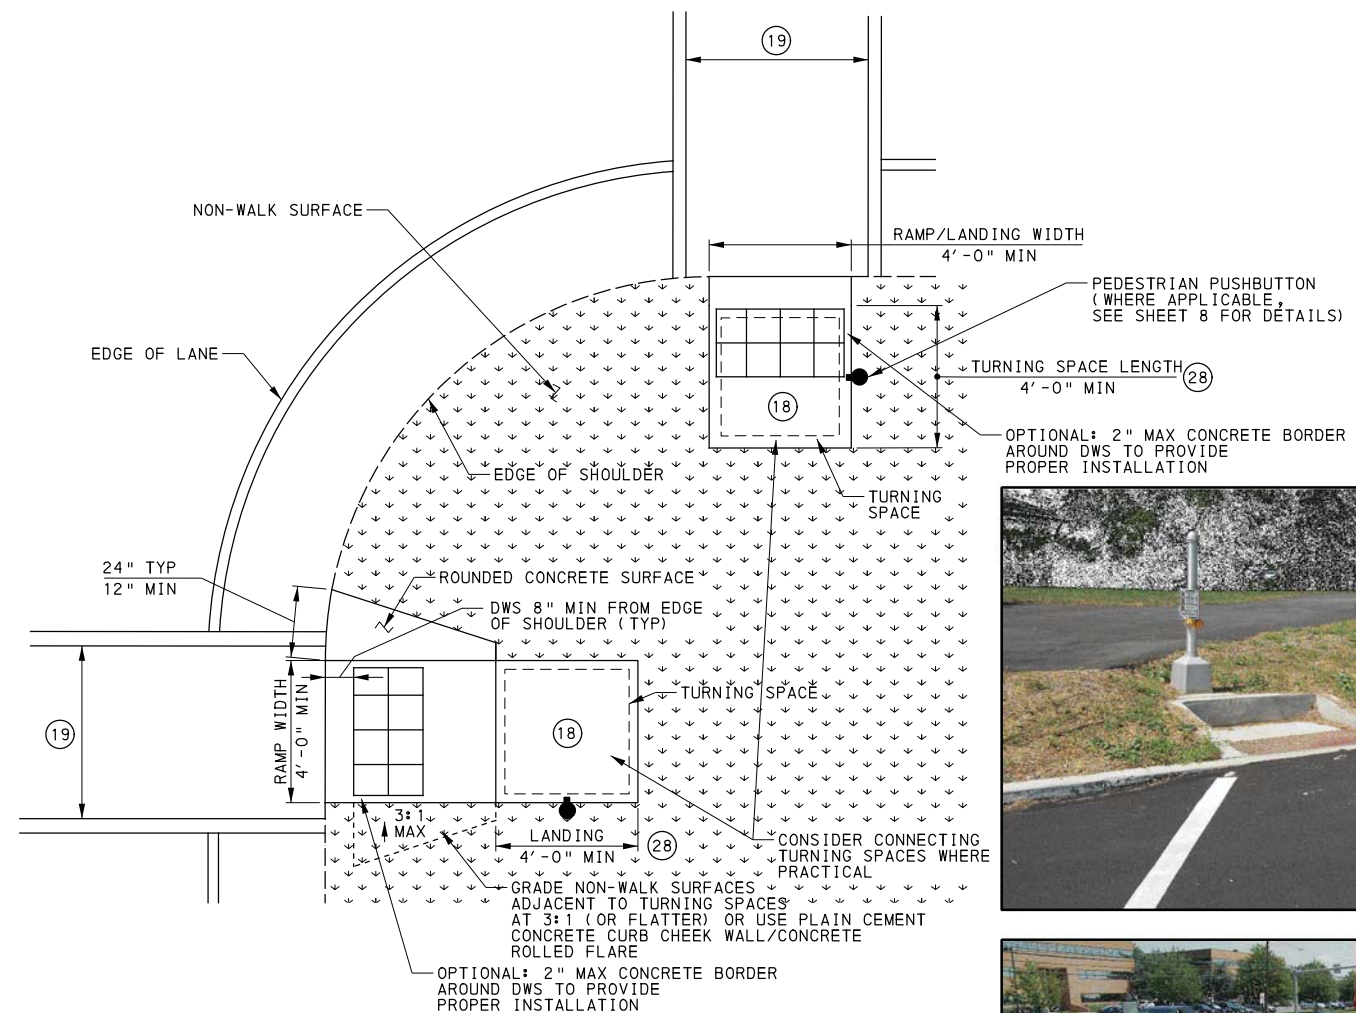 19
NON-WALK SURFACE
RAMP/LANDING WIDTH
4'-0" MIN
PEDESTRIAN PUSHBUTTON
(WHERE APPLICABLE,
SEE SHEET 8 FOR DETAILS)
EDGE OF LANE
TURNING SPACE LENGTH
4'-0" MIN
28
18
OPTIONAL: 2" MAX CONCRETE BORDER
AROUND DWS TO PROVIDE
PROPER INSTALLATION
EDGE OF SHOULDER
TURNING
SPACE
24" TYP
12" MIN
ROUNDED CONCRETE SURFACE
DWS 8" MIN FROM EDGE
OF SHOULDER (TYP)
TURNING SPACE
RAMP WIDTH
4'-0" MIN
19
18
3:1
MAX
LANDING
4'-0" MIN
28
CONSIDER CONNECTING
TURNING SPACES WHERE
PRACTICAL
GRADE NON-WALK SURFACES
ADJACENT TO TURNING SPACES
AT 3:1 (OR FLATTER) OR USE PLAIN CEMENT
CONCRETE CURB CHEEK WALL/CONCRETE
ROLLED FLARE
OPTIONAL: 2" MAX CONCRETE BORDER
AROUND DWS TO PROVIDE
PROPER INSTALLATION